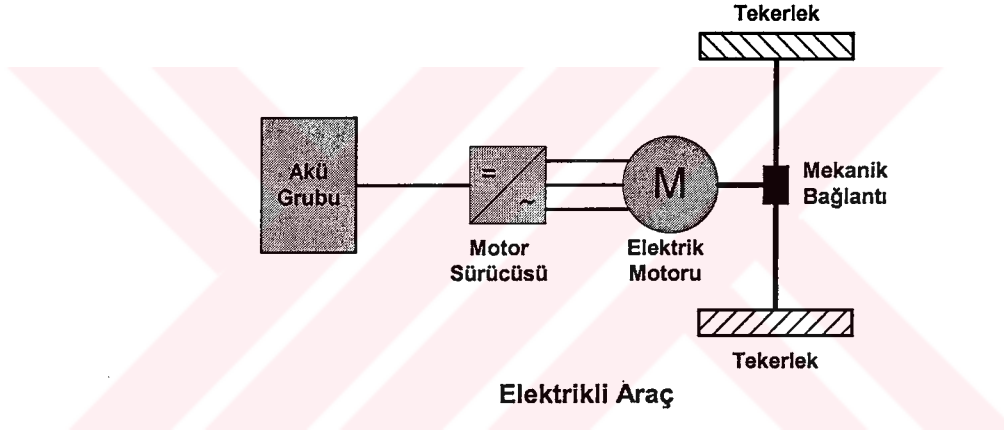 Tekerlek
Akü
Grubu
=
~
M
Mekanik
Bağlantı
Motor
Sürücüsü
Elektrik
Motoru
Tekerlek
Elektrikli Araç